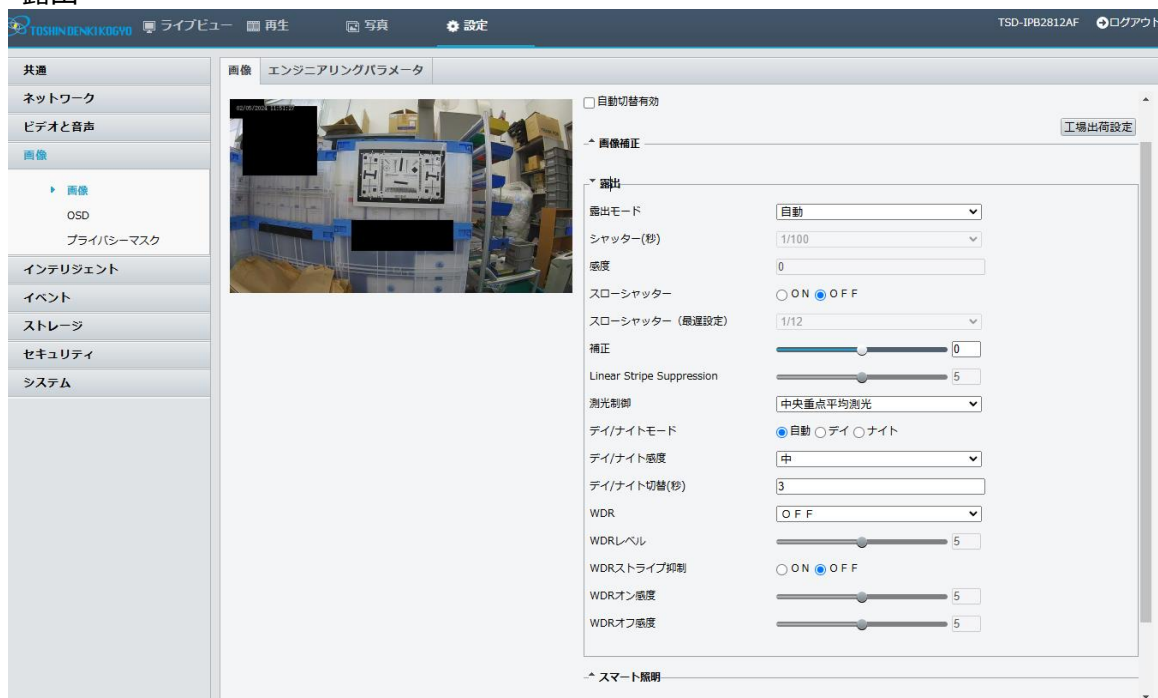 TOSHIN DENKI KOGYO ライブビュー 再生 写真 設定 TSD-IPB2812AF ログアウト
共通
ネットワーク
ビデオと音声
画像
画像
OSD
プライバシーマスク
インテリジェント
イベント
ストレージ
セキュリティ
システム
画像 エンジニアリングパラメータ
自動切替有効
工場出荷設定
画像補正
露出
露出モード 自動
シャッター(秒) 1/100
感度 0
スローシャッター ON OFF
スローシャッター（最遅設定） 1/12
補正 0
Linear Stripe Suppression 5
測光制御 中央重点平均測光
デイ/ナイトモード 自動 デイ ナイト
デイ/ナイト感度 中
デイ/ナイト切替(秒) 3
WDR OFF
WDRレベル 5
WDRストライプ抑制 ON OFF
WDRオン感度 5
WDRオフ感度 5
スマート照明